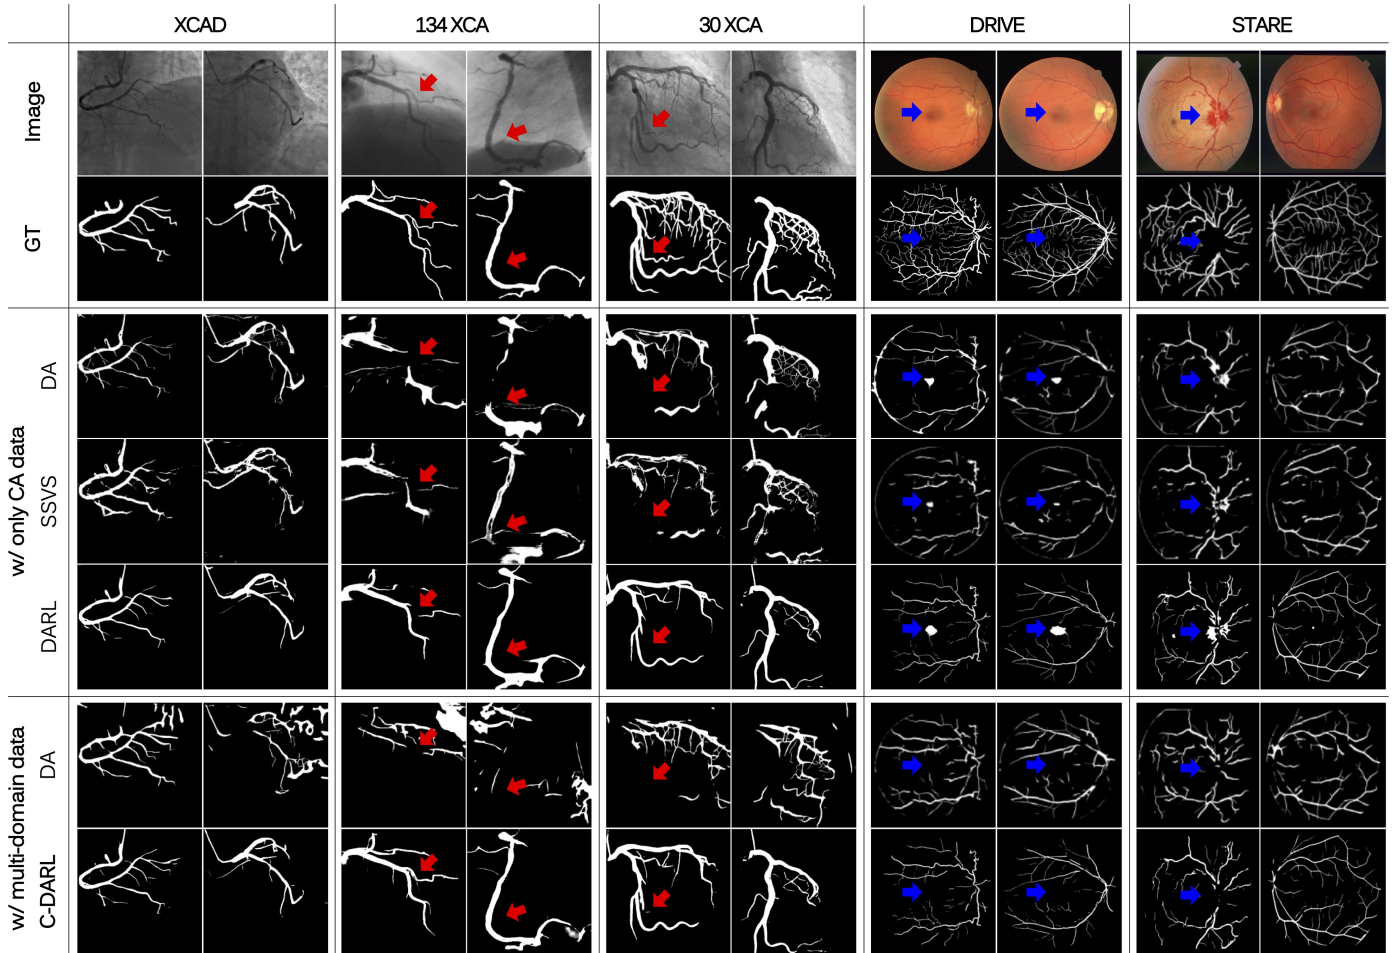 XCAD 134 XCA 30 XCA DRIVE STARE
Image
GT
w/ only CA data
DA
SSVS
DARL
w/ multi-domain data
DA
C-DARL